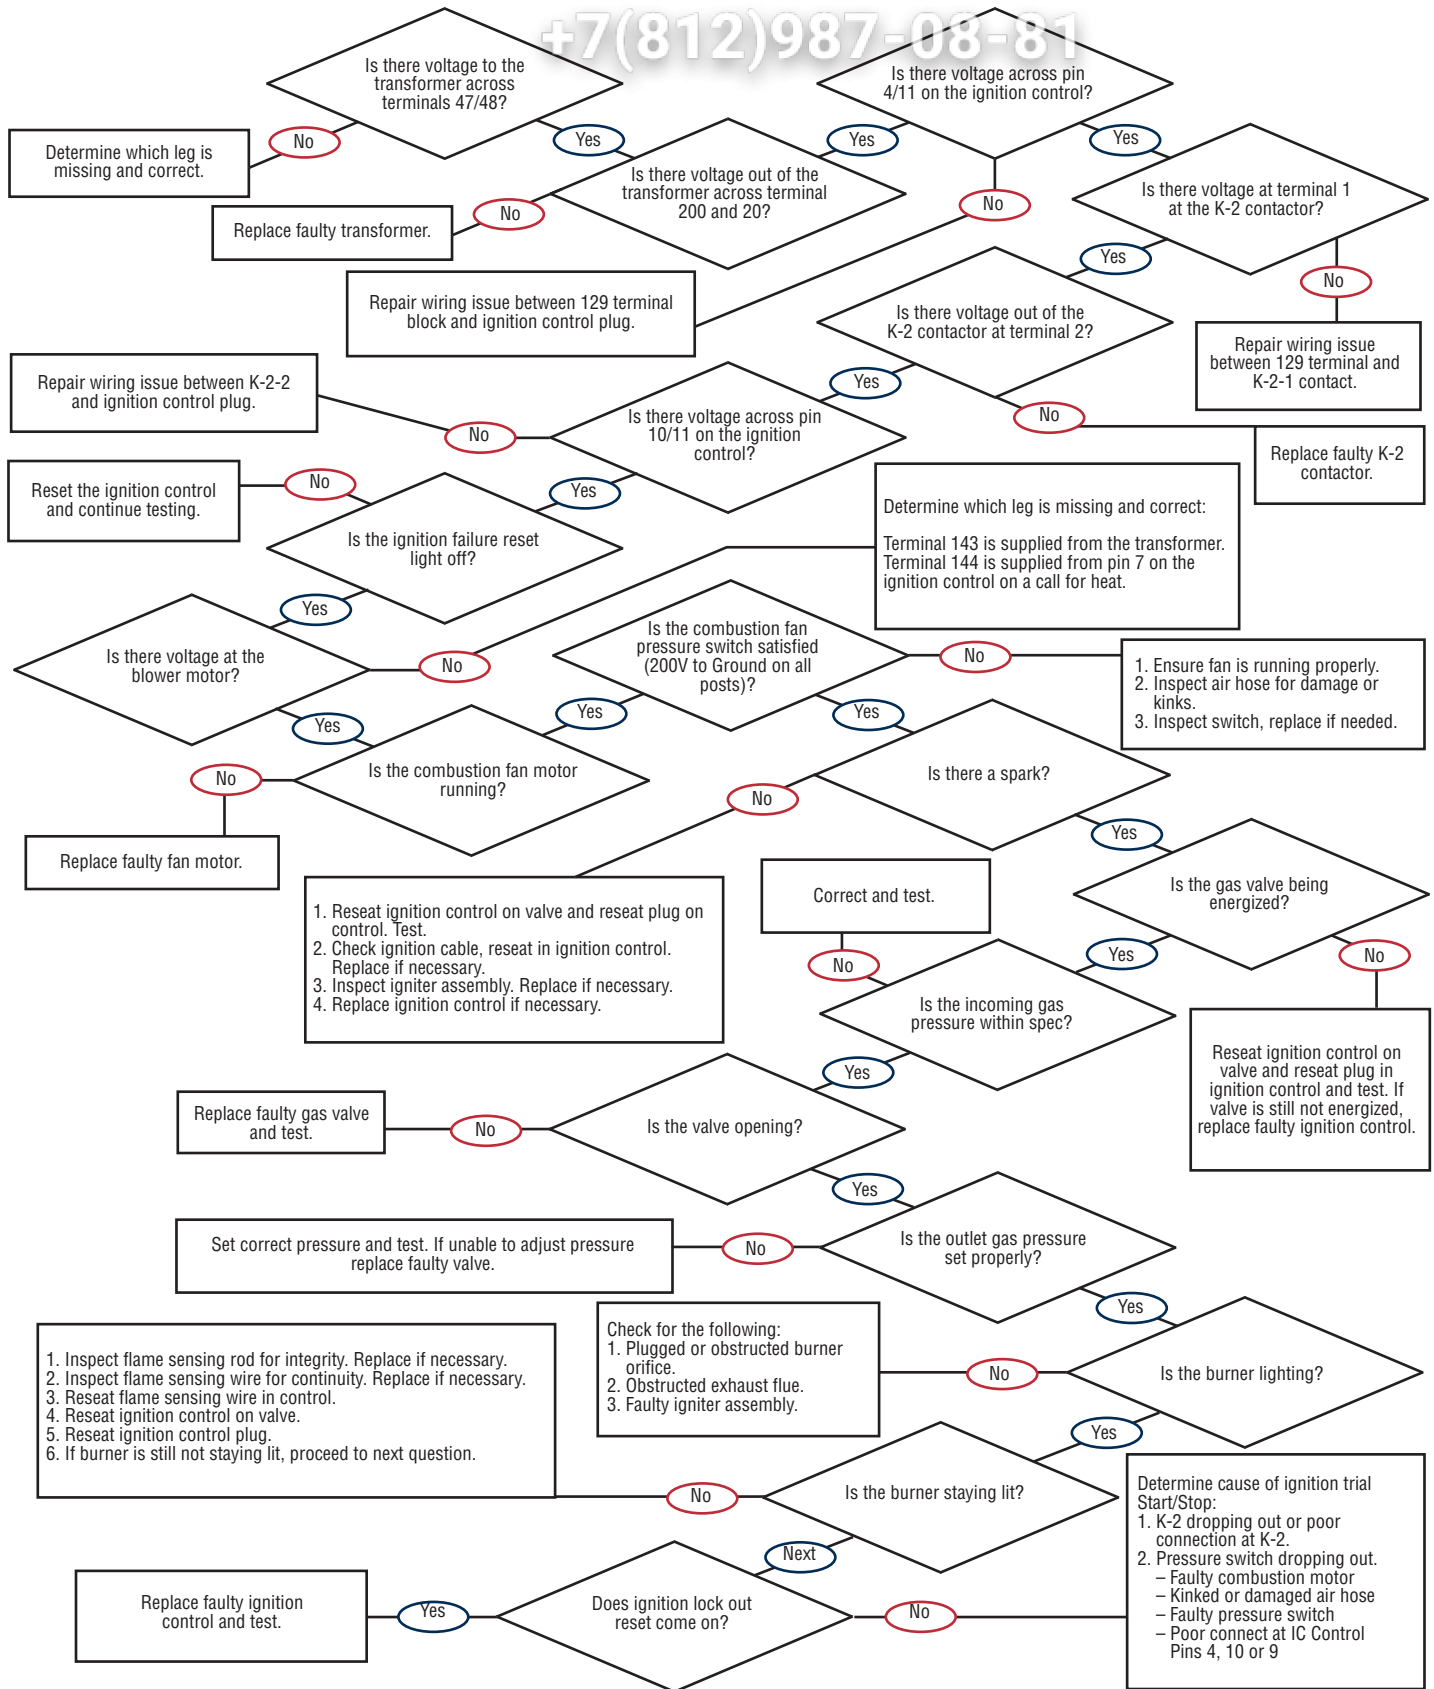 +7(812)987-08-81
Is there voltage to the
transformer across
terminals 47/48?
Is there voltage across pin
4/11 on the ignition control?
No
Yes
Yes
Yes
Determine which leg is
missing and correct.
Is there voltage out of the
transformer across terminal
200 and 20?
Is there voltage at terminal 1
at the K-2 contactor?
No
No
Replace faulty transformer.
Yes
No
Repair wiring issue between 129 terminal
block and ignition control plug.
Is there voltage out of the
K-2 contactor at terminal 2?
Repair wiring issue
between 129 terminal and
K-2-1 contact.
Repair wiring issue between K-2-2
and ignition control plug.
Yes
No
No
Is there voltage across pin
10/11 on the ignition
control?
Replace faulty K-2
contactor.
Reset the ignition control
and continue testing.
No
Yes
Determine which leg is missing and correct:
Terminal 143 is supplied from the transformer.
Terminal 144 is supplied from pin 7 on the
ignition control on a call for heat.
Is the ignition failure reset
light off?
Yes
Is the combustion fan
pressure switch satisfied
(200V to Ground on all
posts)?
No
1. Ensure fan is running properly.
2. Inspect air hose for damage or
kinks.
3. Inspect switch, replace if needed.
Is there voltage at the
blower motor?
No
Yes
Yes
Yes
Is the combustion fan motor
running?
No
Is there a spark?
No
Replace faulty fan motor.
Yes
Is the gas valve being
energized?
Correct and test.
1. Reseat ignition control on valve and reseat plug on
control. Test.
2. Check ignition cable, reseat in ignition control.
Replace if necessary.
3. Inspect igniter assembly. Replace if necessary.
4. Replace ignition control if necessary.
No
Yes
No
Is the incoming gas
pressure within spec?
Reseat ignition control on
valve and reseat plug in
ignition control and test. If
valve is still not energized,
replace faulty ignition control.
Yes
Replace faulty gas valve
and test.
No
Is the valve opening?
Yes
Set correct pressure and test. If unable to adjust pressure
replace faulty valve.
No
Is the outlet gas pressure
set properly?
Yes
Check for the following:
1. Plugged or obstructed burner
orifice.
2. Obstructed exhaust flue.
3. Faulty igniter assembly.
No
Is the burner lighting?
1. Inspect flame sensing rod for integrity. Replace if necessary.
2. Inspect flame sensing wire for continuity. Replace if necessary.
3. Reseat flame sensing wire in control.
4. Reseat ignition control on valve.
5. Reseat ignition control plug.
6. If burner is still not staying lit, proceed to next question.
Yes
No
Is the burner staying lit?
Determine cause of ignition trial
Start/Stop:
1. K-2 dropping out or poor
connection at K-2.
2. Pressure switch dropping out.
– Faulty combustion motor
– Kinked or damaged air hose
– Faulty pressure switch
– Poor connect at IC Control
Pins 4, 10 or 9
Next
Replace faulty ignition
control and test.
Yes
Does ignition lock out
reset come on?
No